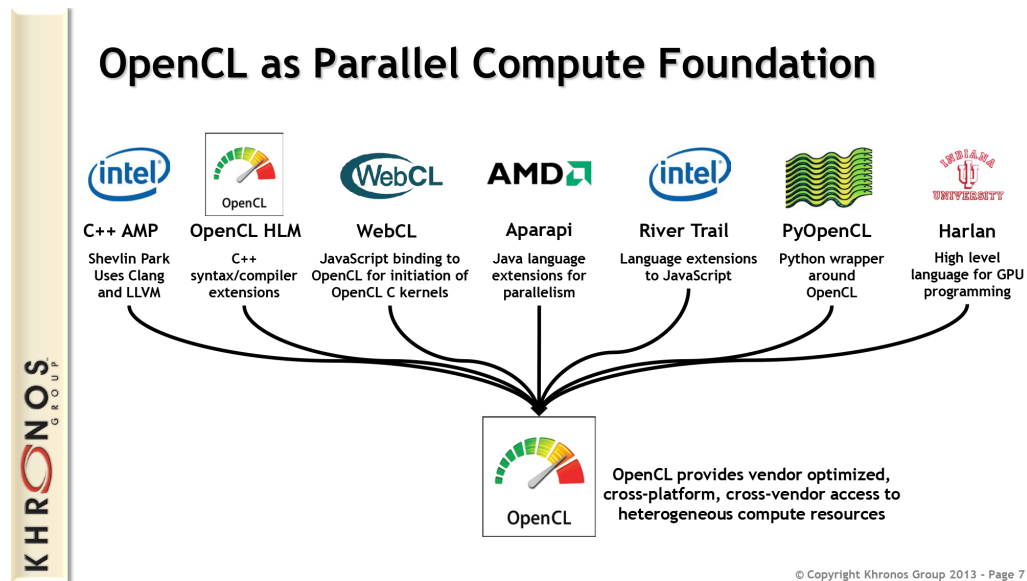 OpenCL as Parallel Compute Foundation
intel
OpenCL
WebCL
AMD
intel
INDIANA
UNIVERSITY
C++ AMP
Shevlin Park
Uses Clang
and LLVM
OpenCL HLM
C++
syntax/compiler
extensions
WebCL
JavaScript binding to
OpenCL for initiation of
OpenCL C kernels
Aparapi
Java language
extensions for
parallelism
River Trail
Language extensions
to JavaScript
PyOpenCL
Python wrapper
around
OpenCL
Harlan
High level
language for GPU
programming
OpenCL
OpenCL provides vendor optimized,
cross-platform, cross-vendor access to
heterogeneous compute resources
KHRONOS
GROUP
© Copyright Khronos Group 2013 - Page 7